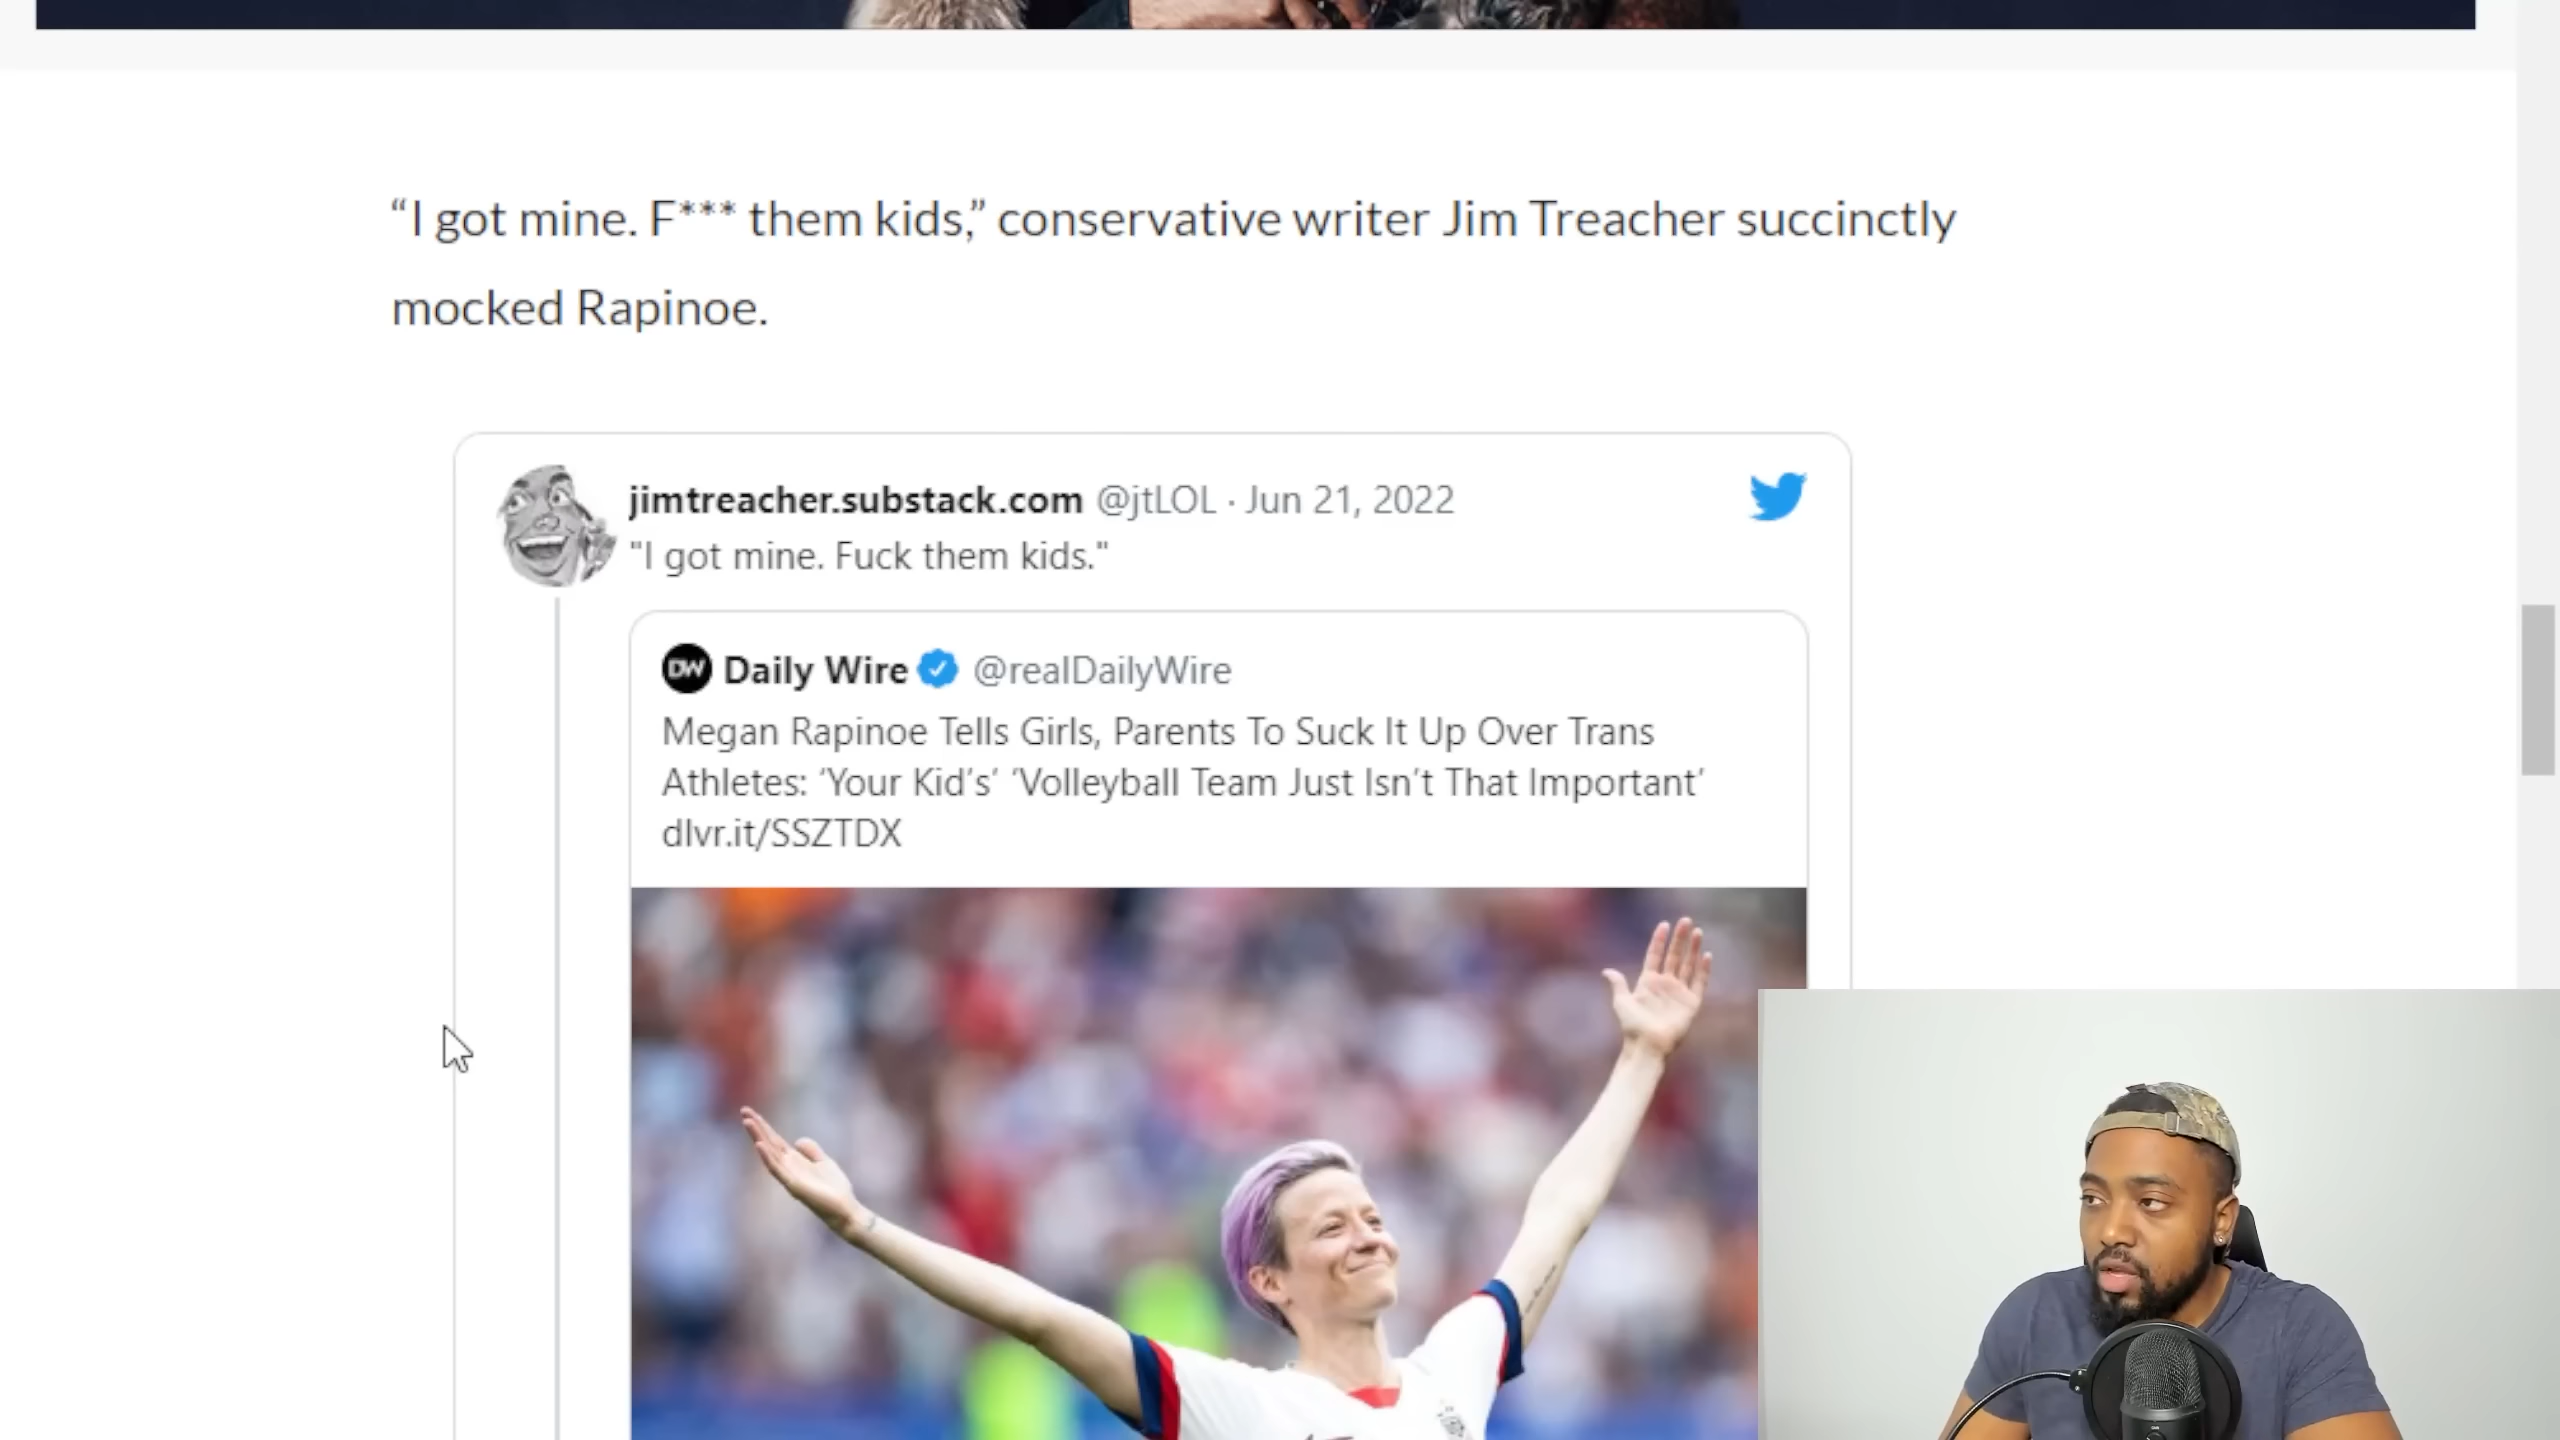 “I got mine. F*** them kids,” conservative writer Jim Treacher succinctly
mocked Rapinoe.
jimtreacher.substack.com @jtLOL · Jun 21, 2022
"I got mine. Fuck them kids."
DW Daily Wire @realDailyWire
Megan Rapinoe Tells Girls, Parents To Suck It Up Over Trans
Athletes: ‘Your Kid’s’ ‘Volleyball Team Just Isn’t That Important’
dlvr.it/SSZTDX